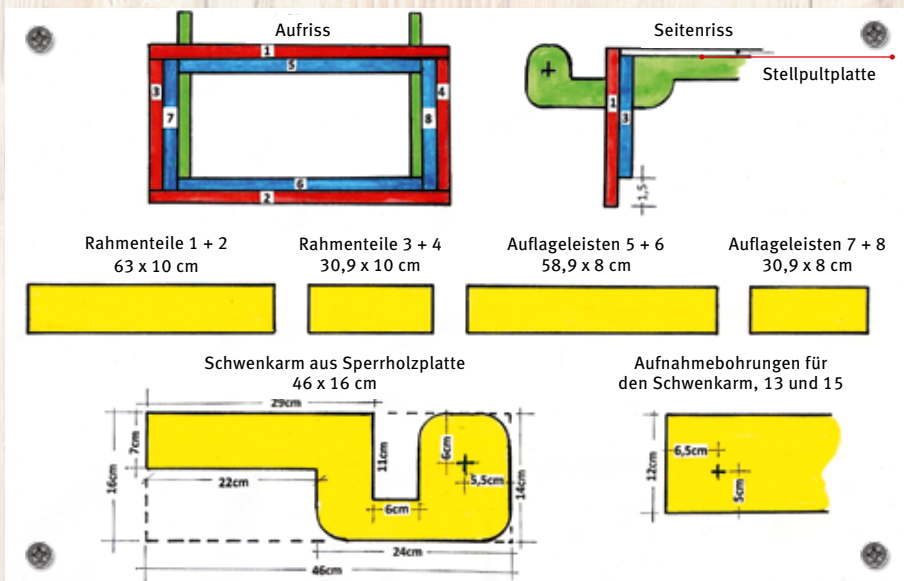 Aufriss
Seitenriss
Stellpultplatte
1
5
3
4
7
8
6
2
1
3
1,5
Rahmenteile 1 + 2
63 x 10 cm
Rahmenteile 3 + 4
30,9 x 10 cm
Auflageleisten 5 + 6
58,9 x 8 cm
Auflageleisten 7 + 8
30,9 x 8 cm
Schwenkarm aus Sperrholzplatte
46 x 16 cm
29cm
7cm
16cm
22cm
11cm
6cm
6cm
5,5cm
14cm
24cm
46cm
Aufnahmebohrungen für
den Schwenkarm, 13 und 15
6,5cm
12cm
5cm